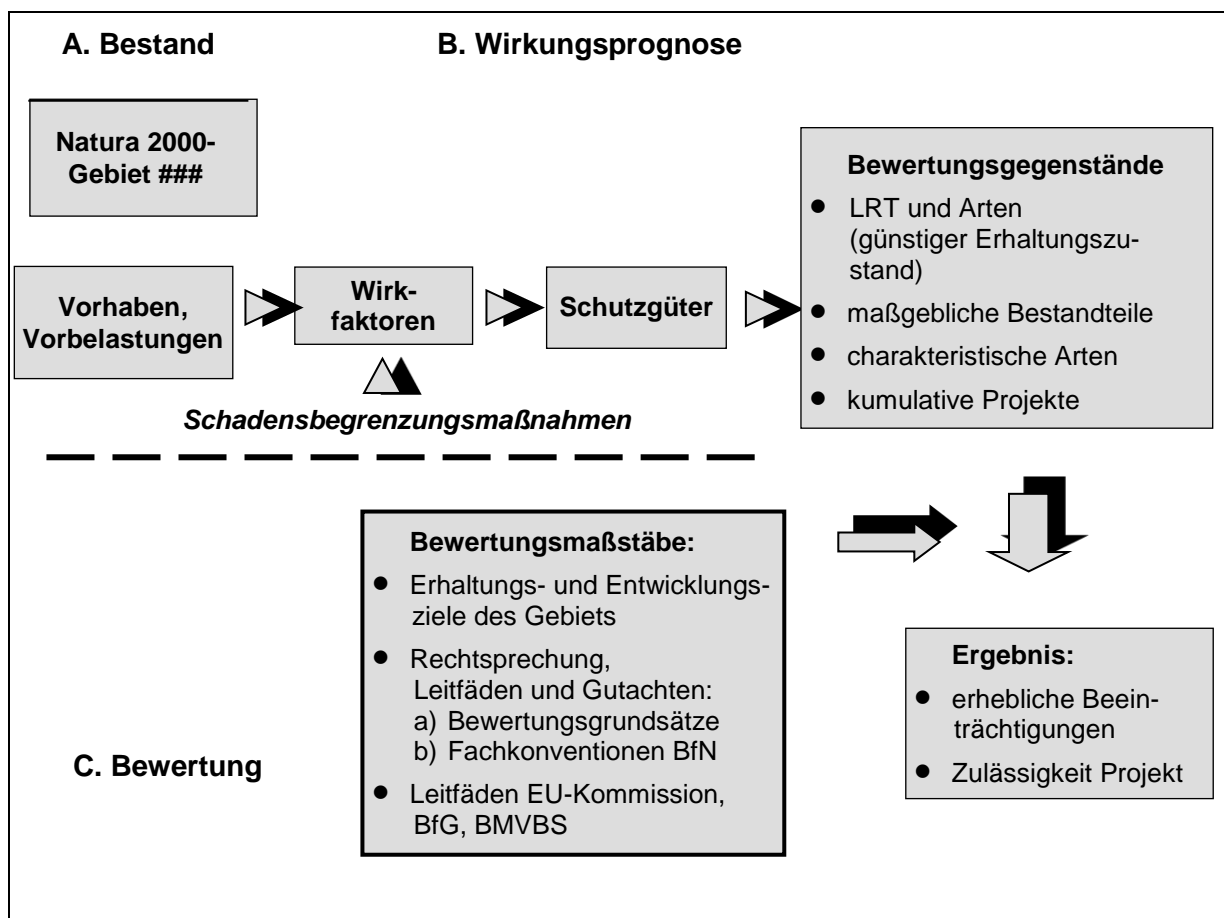 A. Bestand
B. Wirkungsprognose
Natura 2000-
Gebiet ###
Vorhaben,
Vorbelastungen
Wirk-
faktoren
Schutzgüter
Schadensbegrenzungsmaßnahmen
Bewertungsgegenstände
● LRT und Arten
(günstiger Erhaltungszu-
stand)
● maßgebliche Bestandteile
● charakteristische Arten
● kumulative Projekte
C. Bewertung
Bewertungsmaßstäbe:
● Erhaltungs- und Entwicklungs-
ziele des Gebiets
● Rechtsprechung,
Leitfäden und Gutachten:
a) Bewertungsgrundsätze
b) Fachkonventionen BfN
● Leitfäden EU-Kommission,
BfG, BMVBS
Ergebnis:
● erhebliche Beein-
trächtigungen
● Zulässigkeit Projekt